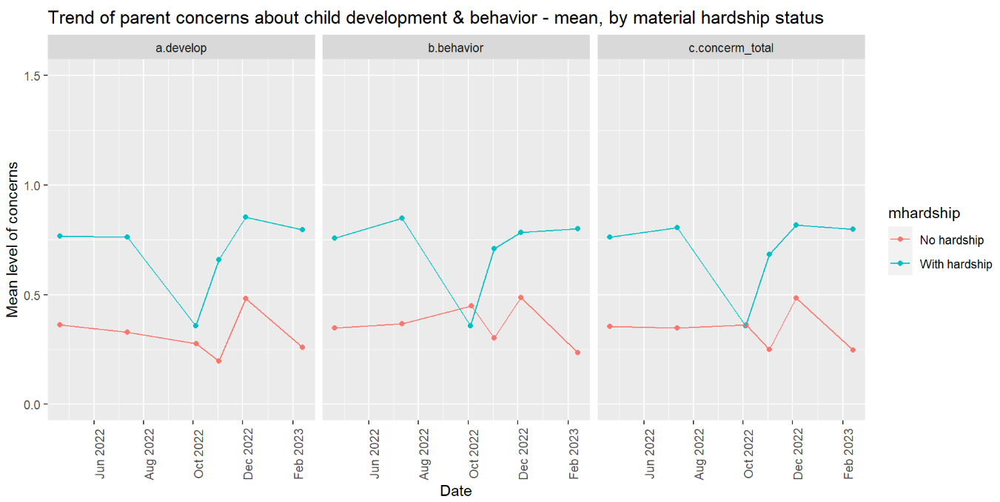 Trend of parent concerns about child development & behavior - mean, by material hardship status
a.develop
b.behavior
c.concerm_total
Mean level of concerns
1.5
1.0
0.5
0.0
Jun 2022
Aug 2022
Oct 2022
Dec 2022
Feb 2023
Jun 2022
Aug 2022
Oct 2022
Dec 2022
Feb 2023
Jun 2022
Aug 2022
Oct 2022
Dec 2022
Feb 2023
Date
mhardship
No hardship
With hardship